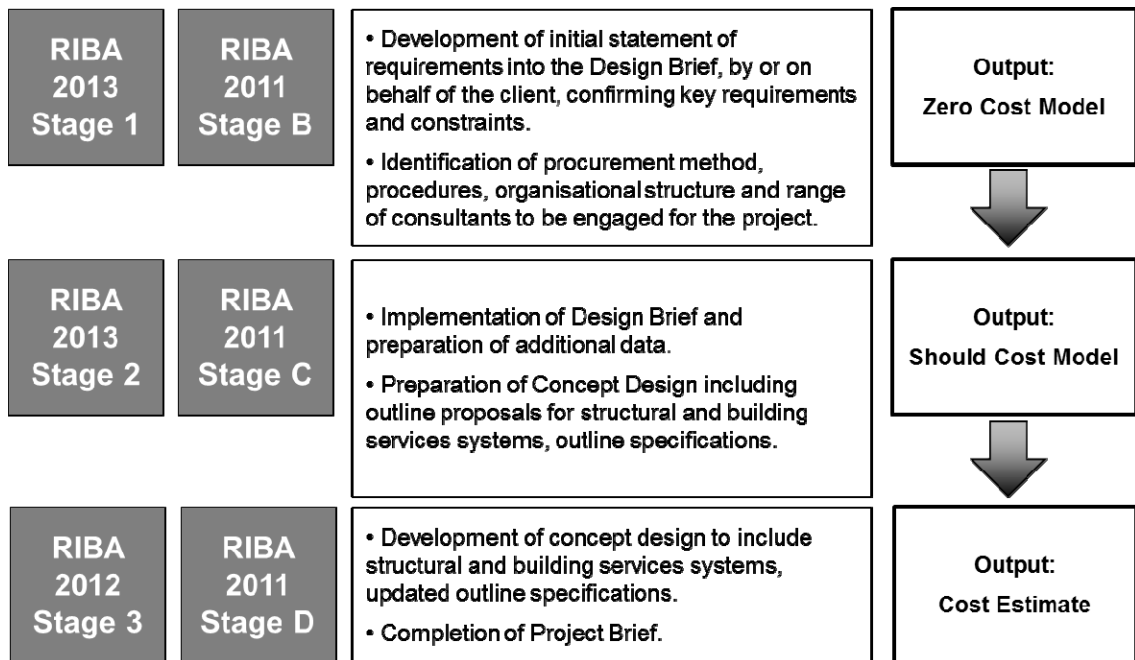 RIBA
2013
Stage 1
RIBA
2011
Stage B
• Development of initial statement of
requirements into the Design Brief, by or on
behalf of the client, confirming key requirements
and constraints.
• Identification of procurement method,
procedures, organisational structure and range
of consultants to be engaged for the project.
Output:
Zero Cost Model
RIBA
2013
Stage 2
RIBA
2011
Stage C
• Implementation of Design Brief and
preparation of additional data.
• Preparation of Concept Design including
outline proposals for structural and building
services systems, outline specifications.
Output:
Should Cost Model
RIBA
2012
Stage 3
RIBA
2011
Stage D
• Development of concept design to include
structural and building services systems,
updated outline specifications.
• Completion of Project Brief.
Output:
Cost Estimate